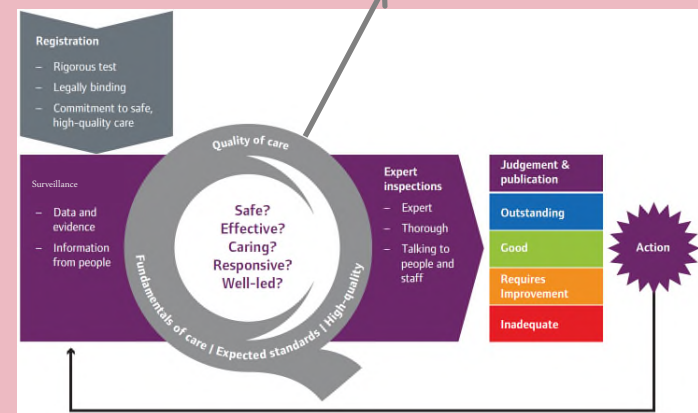 Registration
– Rigorous test
– Legally binding
– Commitment to safe,
high-quality care
Surveillance
– Data and
evidence
– Information
from people
Quality of care
Safe?
Effective?
Caring?
Responsive?
Well-led?
Fundamentals of care | Expected standards | High-quality
Expert
inspections
– Expert
– Thorough
– Talking to
people and
staff
Judgement &
publication
Outstanding
Good
Requires
Improvement
Inadequate
Action